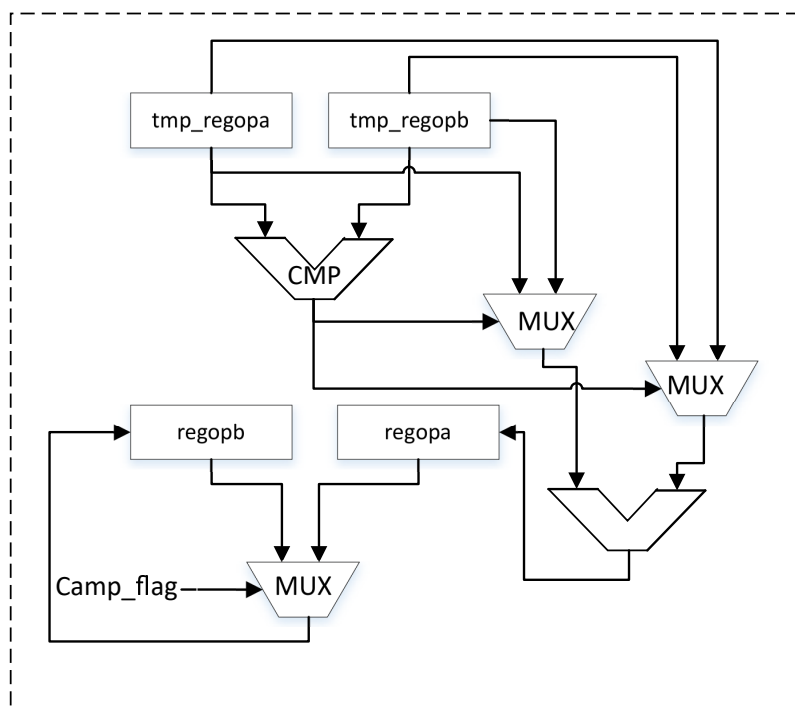 tmp_regopa
tmp_regopb
CMP
MUX
MUX
regopb
regopa
Camp_flag
MUX